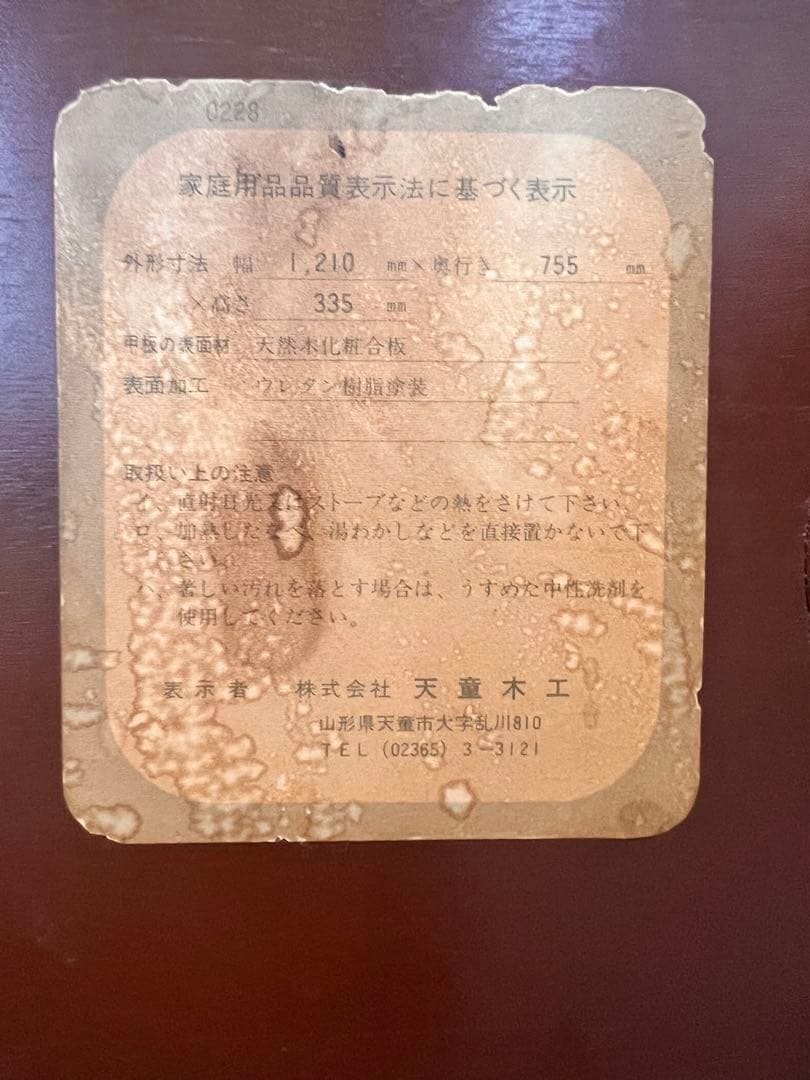 0228
家庭用品品質表示法に基づく表示
外形寸法 幅 1,210 mm×奥行き 755 mm
×高さ 335 mm
甲板の表面材 天然木化粧合板
表面加工 ウレタン樹脂塗装
取扱い上の注意
イ、直射日光又はストーブなどの熱をさけて下さい。
ロ、加熱したなべ、湯わかしなどを直接置かないで下
さい。
ハ、著しい汚れを落とす場合は、うすめた中性洗剤を
使用してください。
表示者 株式会社 天童木工
山形県天童市大字乱川810
TEL (02365) 3-3121